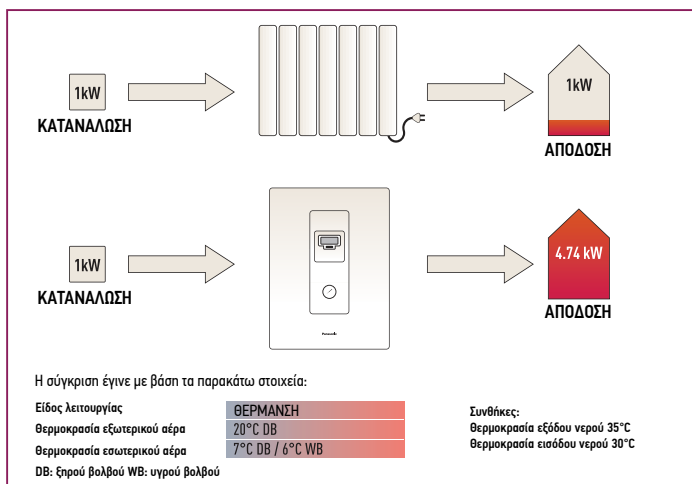 1kW
1kW
ΚΑΤΑΝΑΛΩΣΗ
ΑΠΟΔΟΣΗ
1kW
4.74 kW
ΚΑΤΑΝΑΛΩΣΗ
ΑΠΟΔΟΣΗ
Panasonic
Η σύγκριση έγινε με βάση τα παρακάτω στοιχεία:
Είδος λειτουργίας ΘΕΡΜΑΝΣΗ Συνθήκες:
Θερμοκρασία εξωτερικού αέρα 20°C DB Θερμοκρασία εξόδου νερού 35°C
Θερμοκρασία εσωτερικού αέρα 7°C DB / 6°C WB Θερμοκρασία εισόδου νερού 30°C
DB: ξηρού βολβού WB: υγρού βολβού